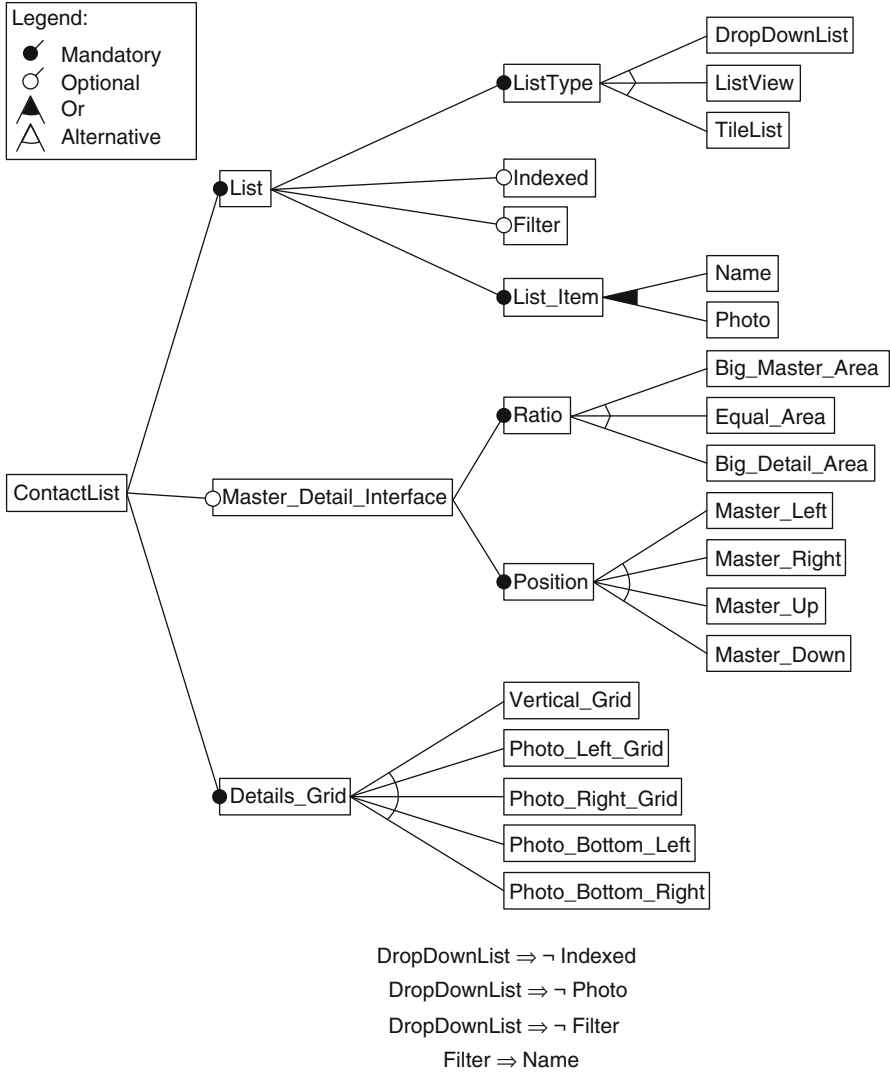 Legend:
Mandatory
Optional
Or
Alternative
DropDownList
ListType
ListView
TileList
List
Indexed
Filter
List_Item
Name
Photo
Big_Master_Area
Ratio
Equal_Area
Big_Detail_Area
ContactList
Master_Detail_Interface
Master_Left
Master_Right
Position
Master_Up
Master_Down
Vertical_Grid
Photo_Left_Grid
Details_Grid
Photo_Right_Grid
Photo_Bottom_Left
Photo_Bottom_Right
DropDownList ⇒ ¬ Indexed
DropDownList ⇒ ¬ Photo
DropDownList ⇒ ¬ Filter
Filter ⇒ Name